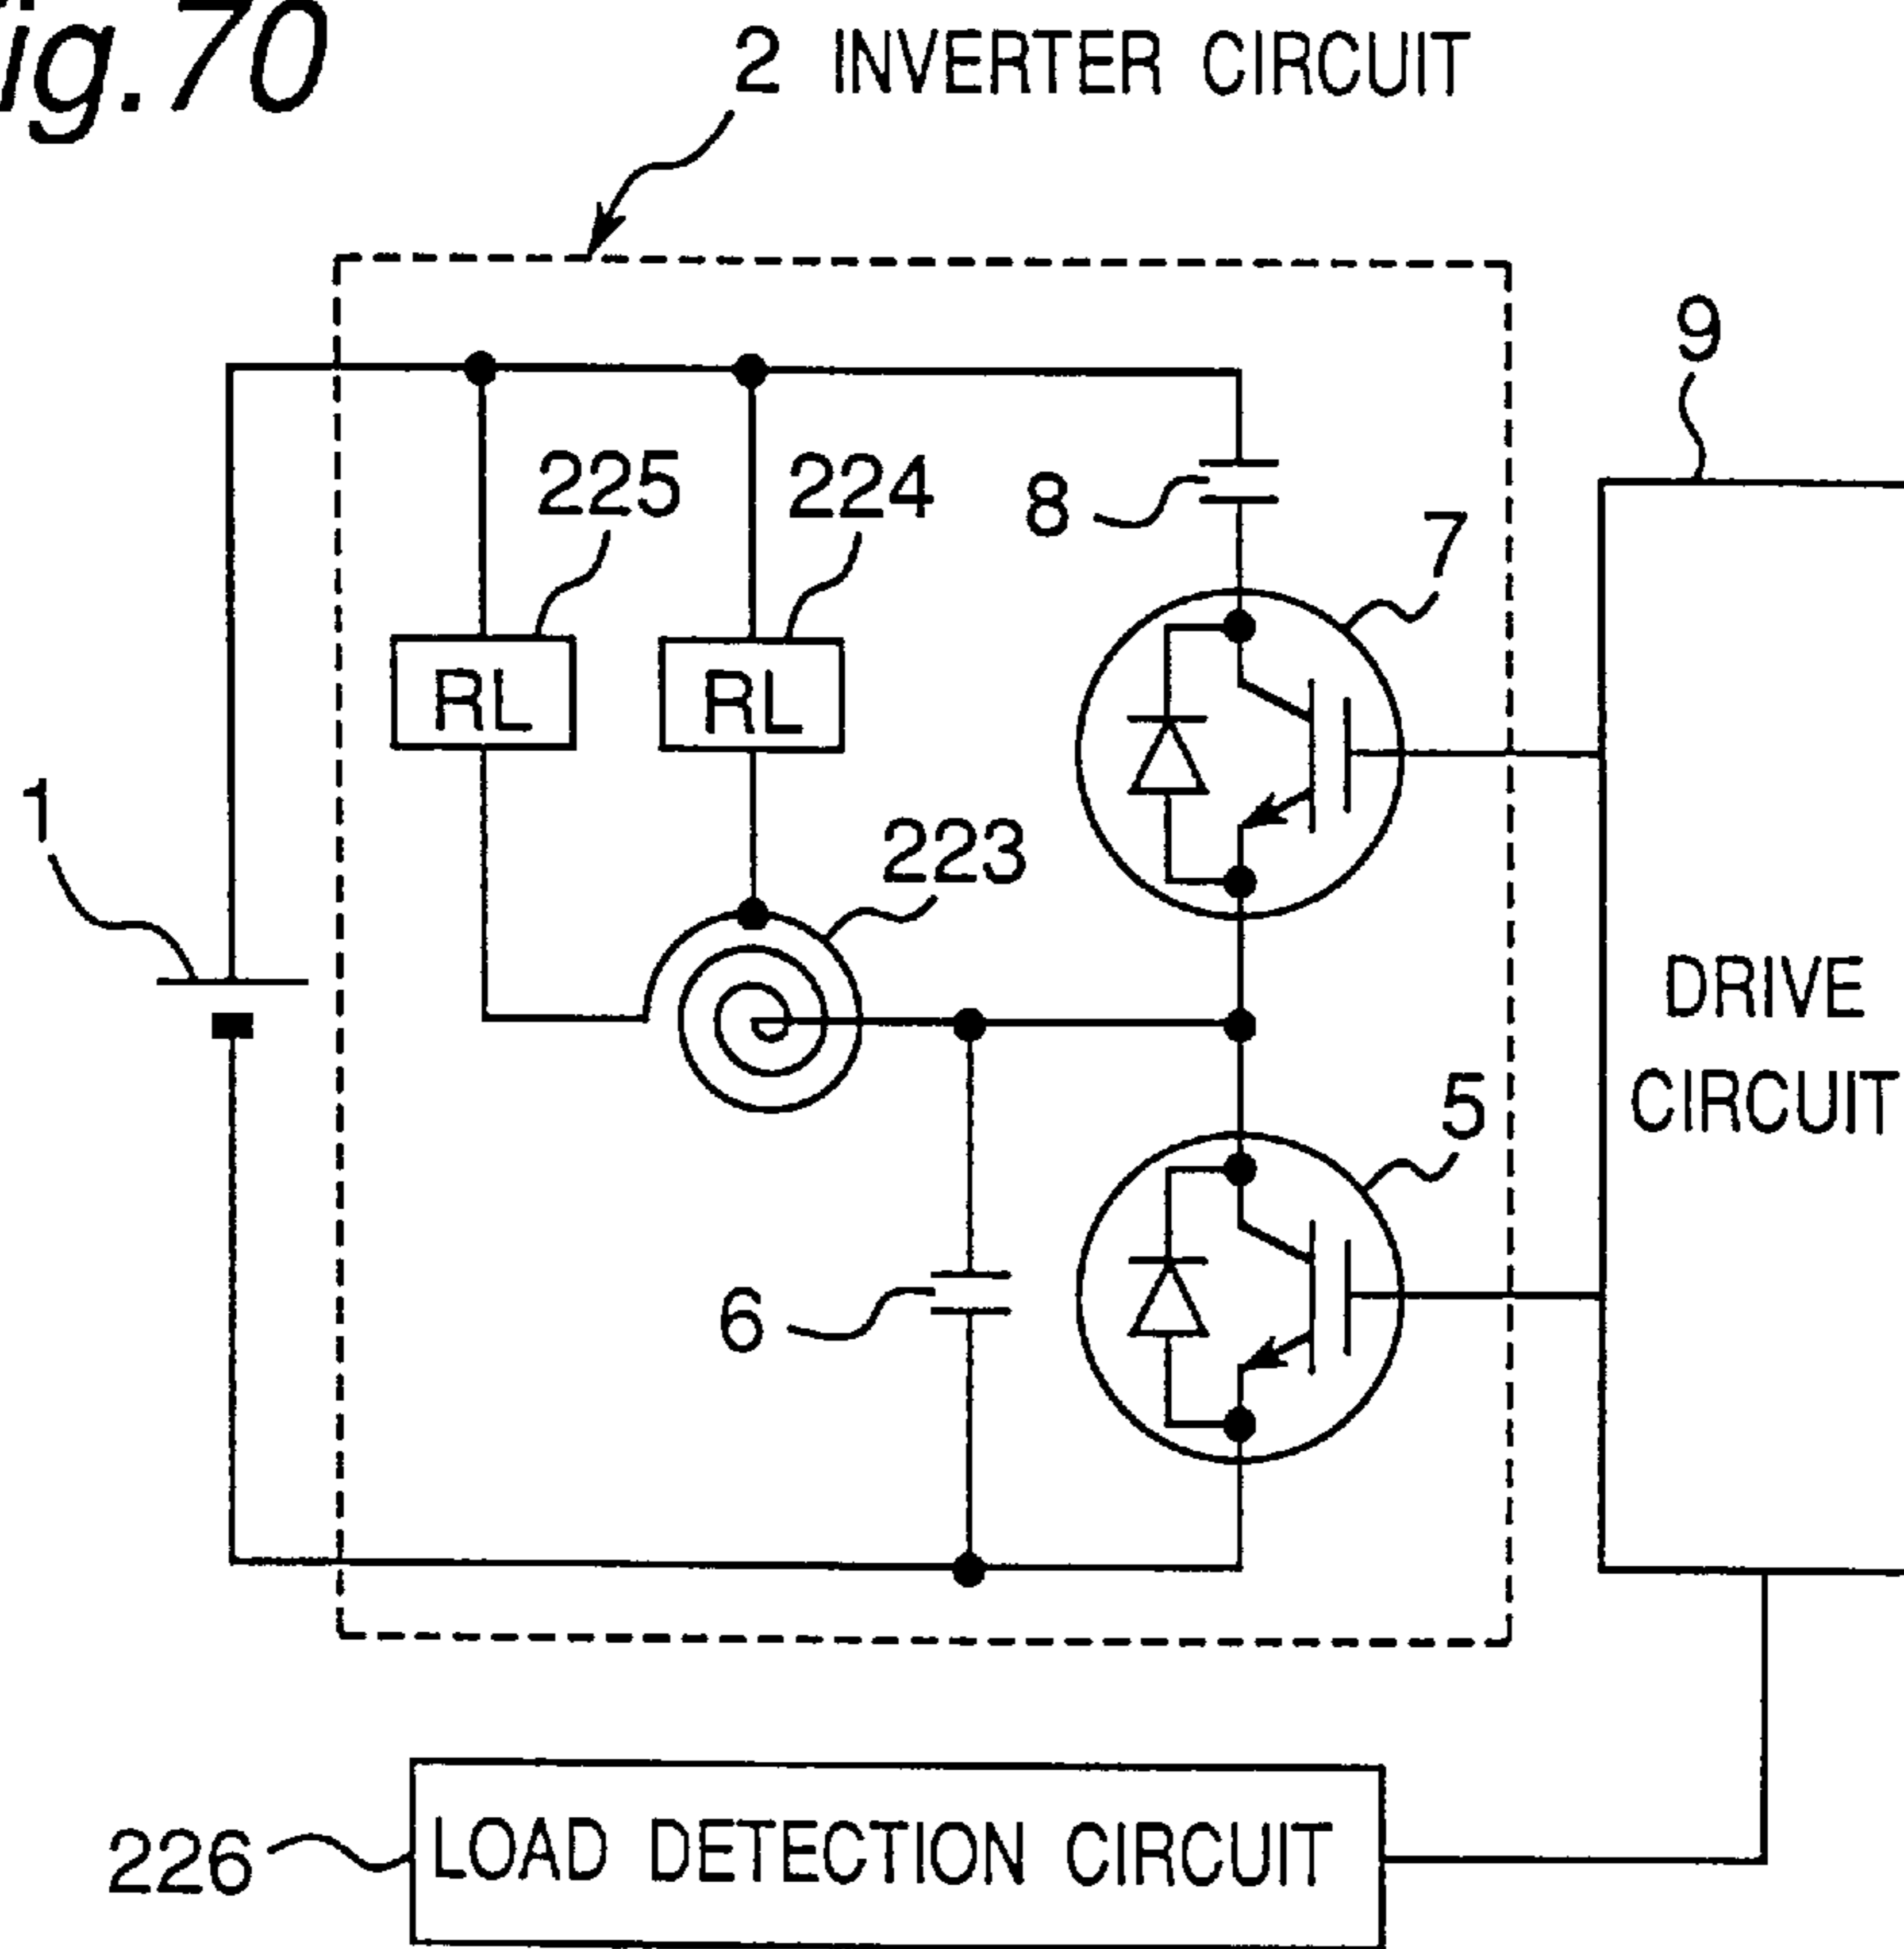 ig.70
2 INVERTER CIRCUIT
9
225
224
8
7
RL
RL
1
223
DRIVE
CIRCUIT
5
6
226
LOAD DETECTION CIRCUIT